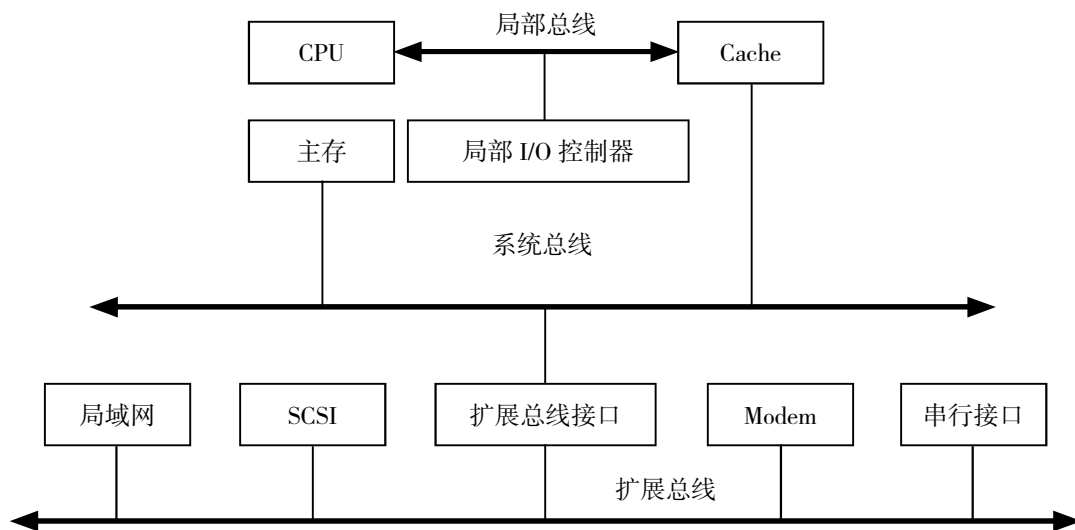 局部总线
CPU
Cache
主存
局部 I/O 控制器
系统总线
局域网
SCSI
扩展总线接口
Modem
串行接口
扩展总线